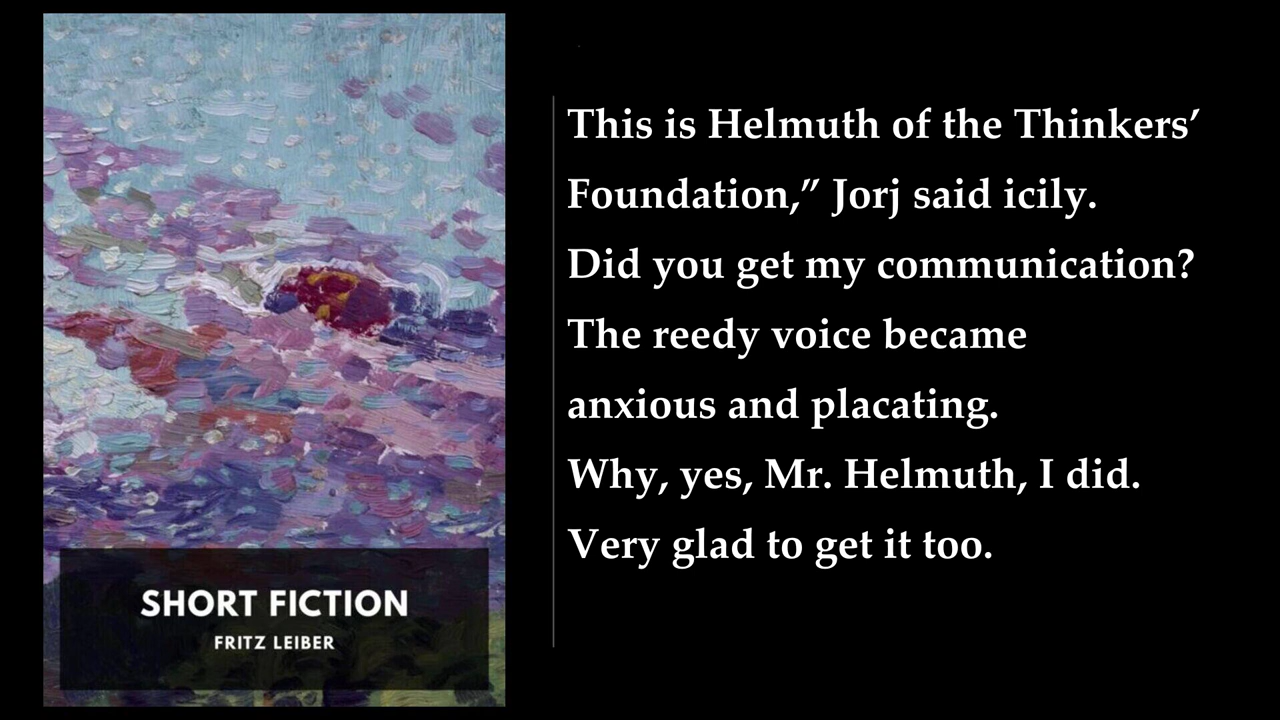 This is Helmuth of the Thinkers’
Foundation,” Jorj said icily.
Did you get my communication?
The reedy voice became
anxious and placating.
Why, yes, Mr. Helmuth, I did.
Very glad to get it too.
SHORT FICTION
FRITZ LEIBER